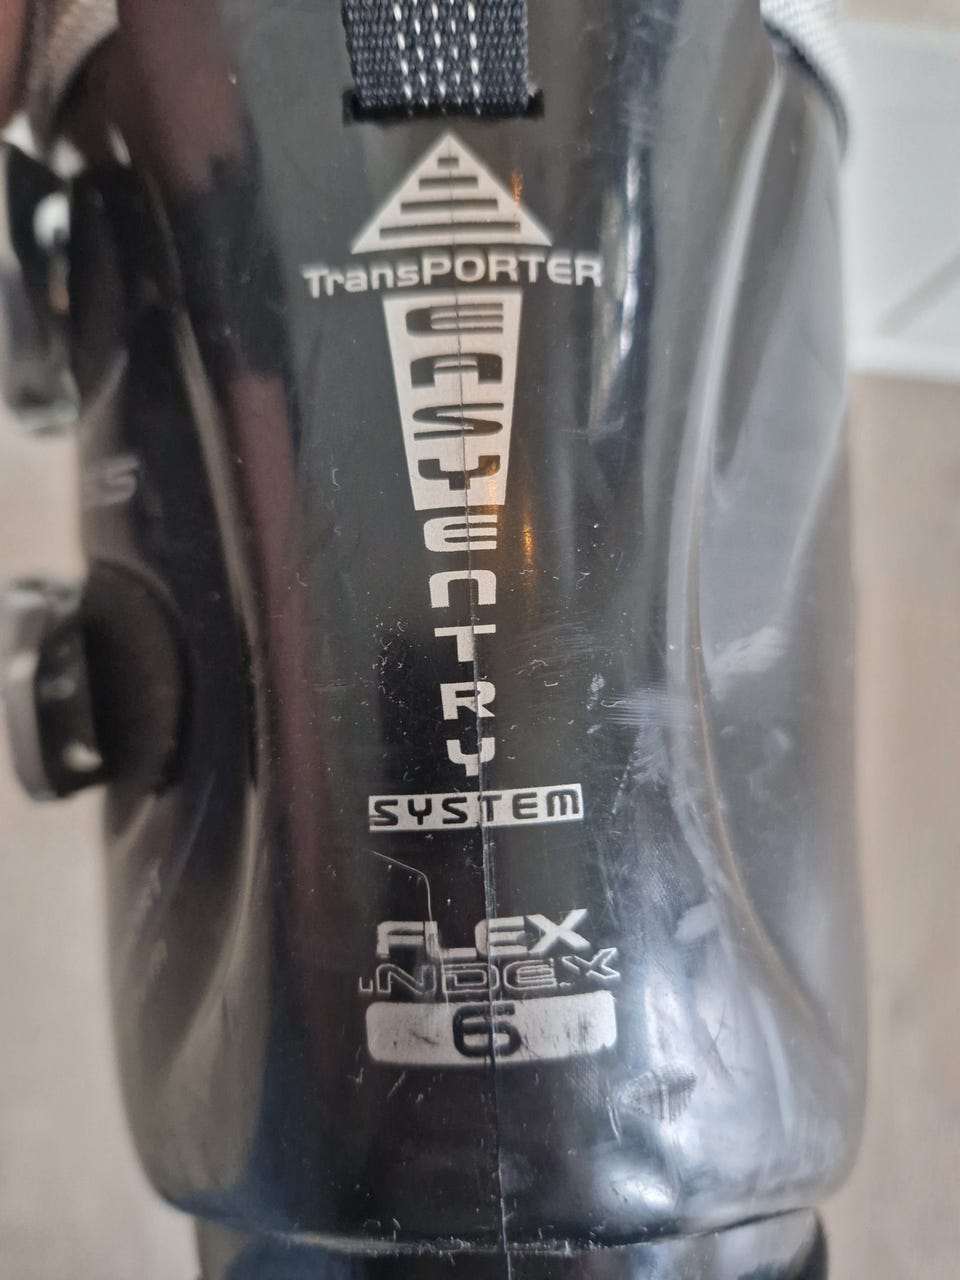 TransPORTER
EASY
ENTRY
SYSTEM
FLEX
INDEX
6